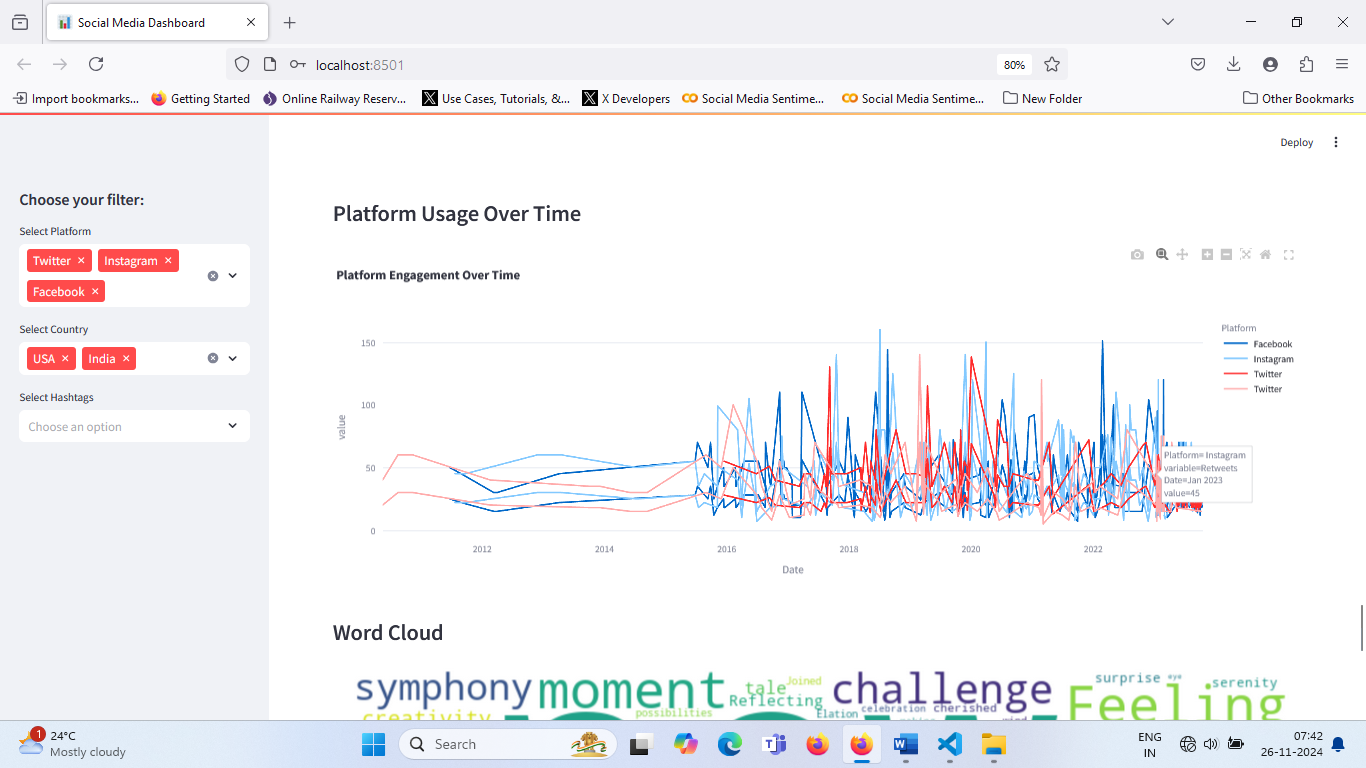 Social Media Dashboard
localhost:8501
80%
Import bookmarks...
Getting Started
Online Railway Reserv...
Use Cases, Tutorials, &...
X Developers
Social Media Sentime...
Social Media Sentime...
New Folder
Other Bookmarks
Deploy
Choose your filter:
Select Platform
Twitter
Instagram
Facebook
Select Country
USA
India
Select Hashtags
Choose an option
Platform Usage Over Time
Platform Engagement Over Time
150
100
50
0
value
2012
2014
2016
2018
2020
2022
Date
Platform
Facebook
Instagram
Twitter
Twitter
Platform= Instagram
variable=Retweets
Date=Jan 2023
value=45
Word Cloud
symphony
moment
tale
Joined
Reflecting
challenge
surprise
eye
serenity
Feeling
creativity
possibilities
Elation
celebration
cherished
1
24°C
Mostly cloudy
Search
ENG
IN
07:42
26-11-2024